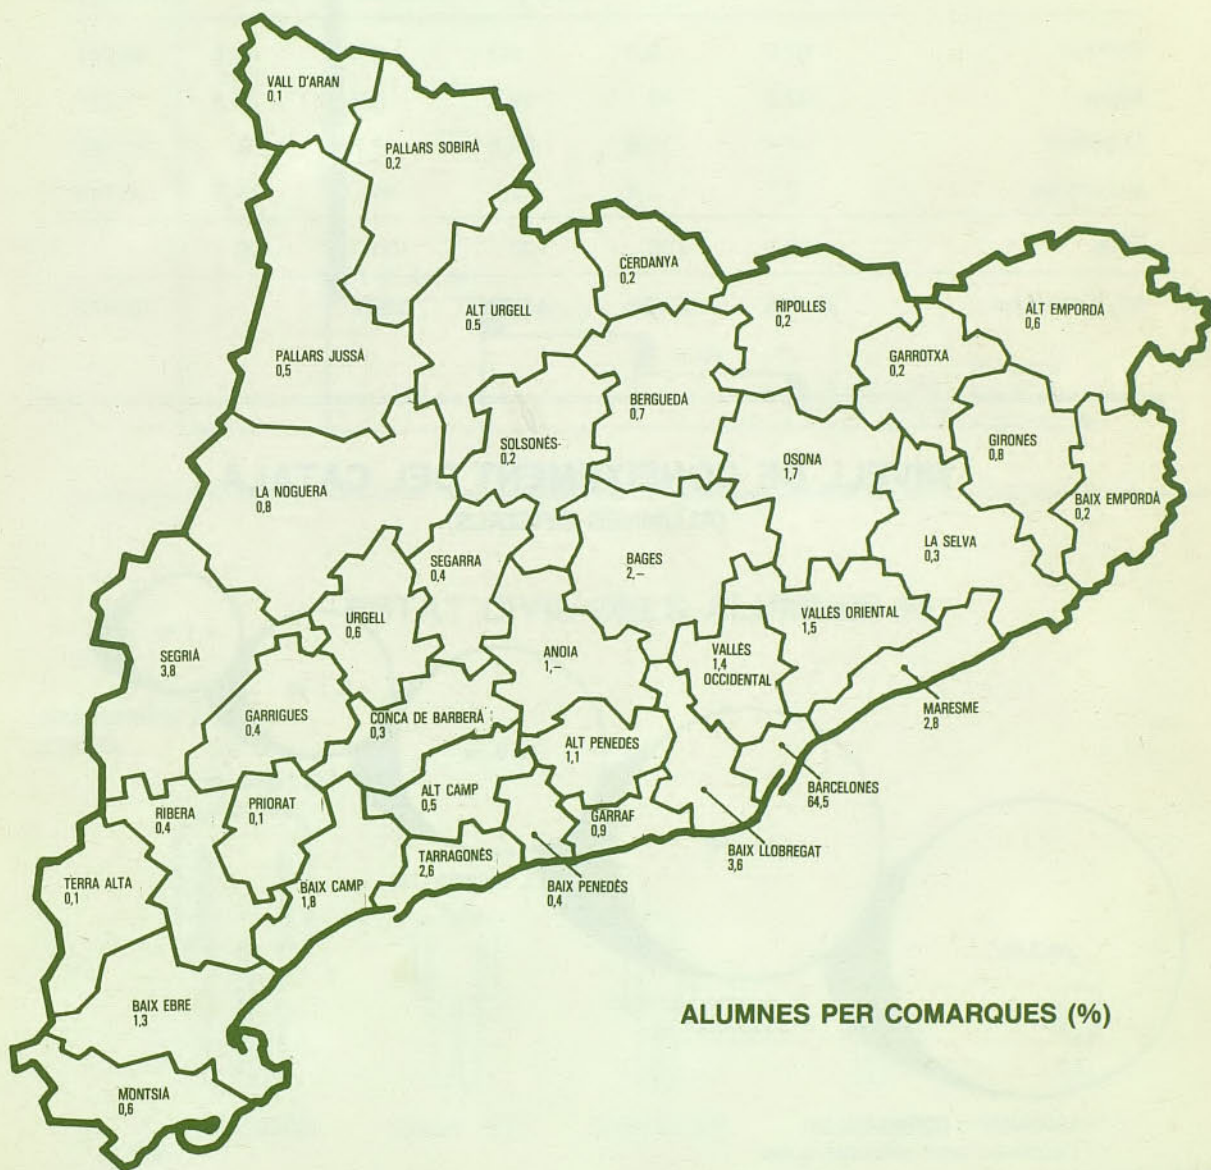 VALL D'ARAN
0,1
PALLARS SOBIRÀ
0,2
CERDANYA
0,2
ALT URGELL
0,5
RIPOLLES
0,2
ALT EMPORDÀ
0,6
PALLARS JUSSÀ
0,5
GARROTXA
0,2
BERGUEDÀ
0,7
SOLSONÈS-
0,2
OSONA
1,7
GIRONÈS
0,8
LA NOGUERA
0,8
BAIX EMPORDÀ
0,2
SEGARRA
0,4
BAGES
2,—
LA SELVA
0,3
URGELL
0,6
VALLÈS ORIENTAL
1,5
SEGRIÀ
3,8
ANOIA
1,—
VALLÈS
1,4
OCCIDENTAL
MARESME
2,8
GARRIGUES
0,4
CONCA DE BARBERÀ
0,3
ALT PENEDÈS
1,1
BARCELONÈS
64,5
RIBERA
0,4
PRIORAT
0,1
ALT CAMP
0,5
GARRAF
0,9
BAIX LLOBREGAT
3,6
TARRAGONÈS
2,6
TERRA ALTA
0,1
BAIX CAMP
1,8
BAIX PENEDÈS
0,4
BAIX EBRE
1,3
ALUMNES PER COMARQUES (%)
MONTSIÀ
0,6